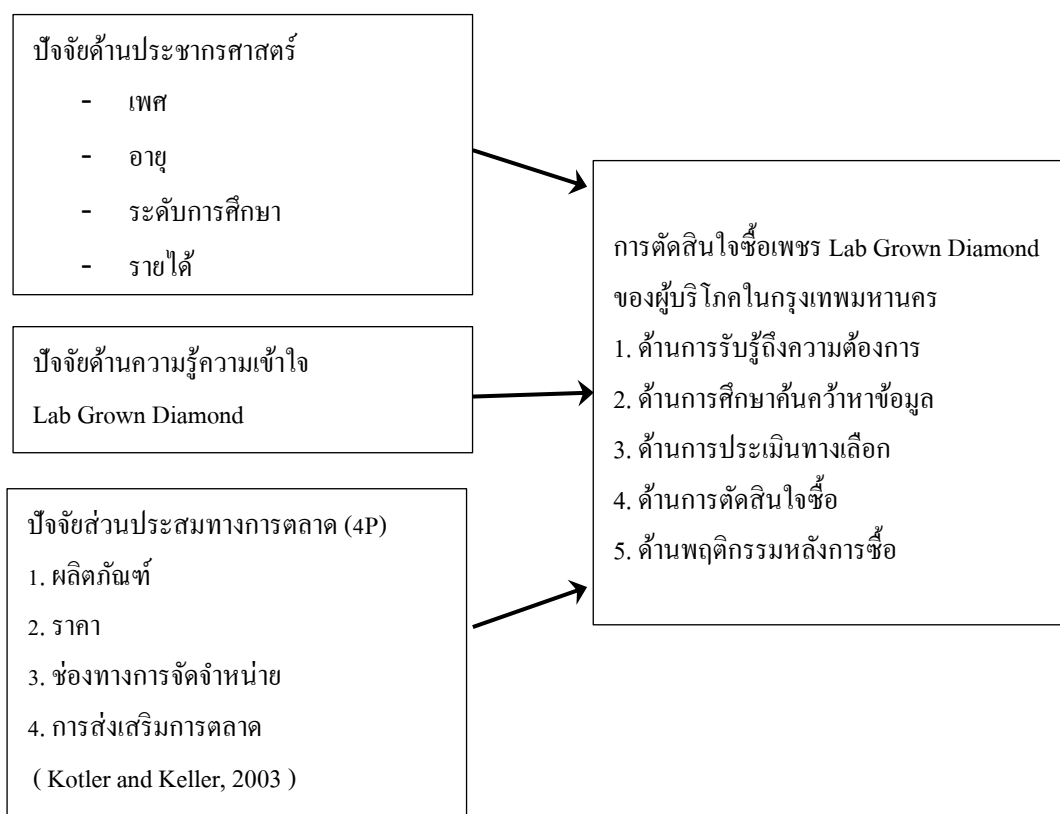 ปัจจัยด้านประชากรศาสตร์
- เพศ
- อายุ
- ระดับการศึกษา
- รายได้
ปัจจัยด้านความรู้ความเข้าใจ
Lab Grown Diamond
ปัจจัยส่วนประสมทางการตลาด (4P)
1. ผลิตภัณฑ์
2. ราคา
3. ช่องทางการจัดจำหน่าย
4. การส่งเสริมการตลาด
( Kotler and Keller, 2003 )
การตัดสินใจซื้อเพชร Lab Grown Diamond
ของผู้บริโภคในกรุงเทพมหานคร
1. ด้านการรับรู้ถึงความต้องการ
2. ด้านการศึกษาค้นคว้าหาข้อมูล
3. ด้านการประเมินทางเลือก
4. ด้านการตัดสินใจซื้อ
5. ด้านพฤติกรรมหลังการซื้อ